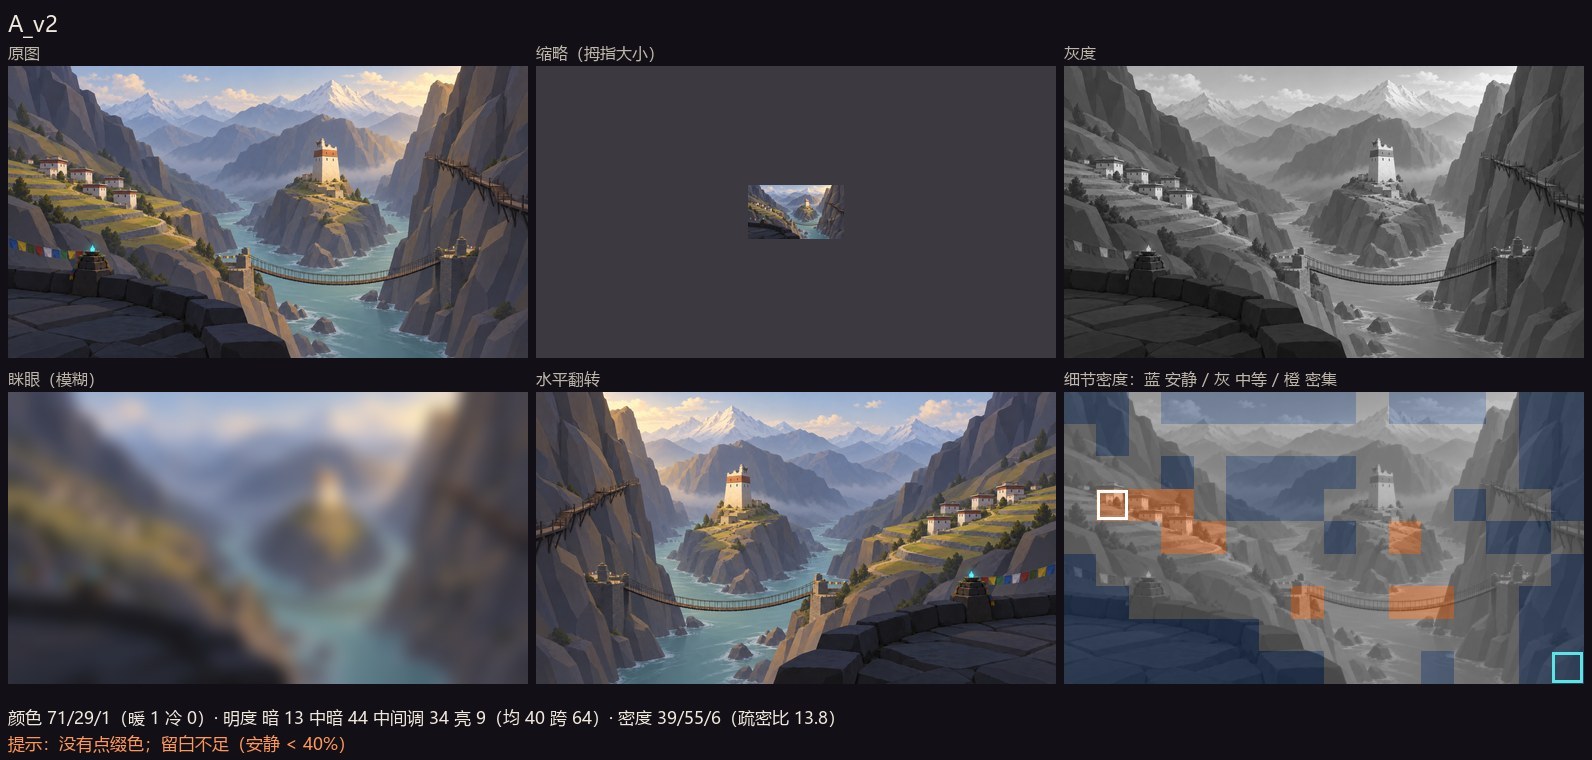 A_v2
原图
缩略（拇指大小）
灰度
眯眼（模糊）
水平翻转
细节密度：蓝 安静 / 灰 中等 / 橙 密集
颜色 71/29/1（暖 1 冷 0）· 明度 暗 13 中暗 44 中间调 34 亮 9（均 40 跨 64）· 密度 39/55/6（疏密比 13.8）
提示：没有点缀色；留白不足（安静 < 40%）